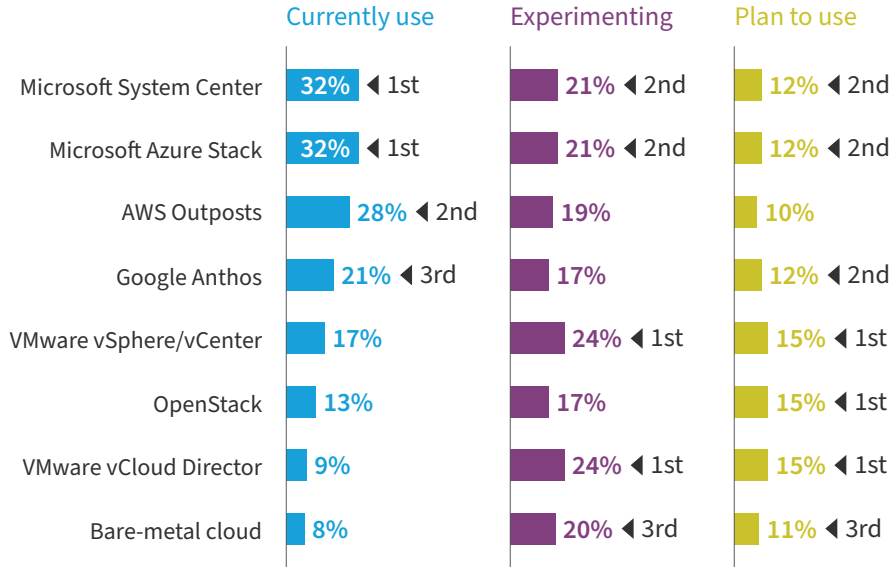 Currently use Experimenting Plan to use
Microsoft System Center 32% ◀ 1st 21% ◀ 2nd 12% ◀ 2nd
Microsoft Azure Stack 32% ◀ 1st 21% ◀ 2nd 12% ◀ 2nd
AWS Outposts 28% ◀ 2nd 19% 10%
Google Anthos 21% ◀ 3rd 17% 12% ◀ 2nd
VMware vSphere/vCenter 17% 24% ◀ 1st 15% ◀ 1st
OpenStack 13% 17% 15% ◀ 1st
VMware vCloud Director 9% 24% ◀ 1st 15% ◀ 1st
Bare-metal cloud 8% 20% ◀ 3rd 11% ◀ 3rd